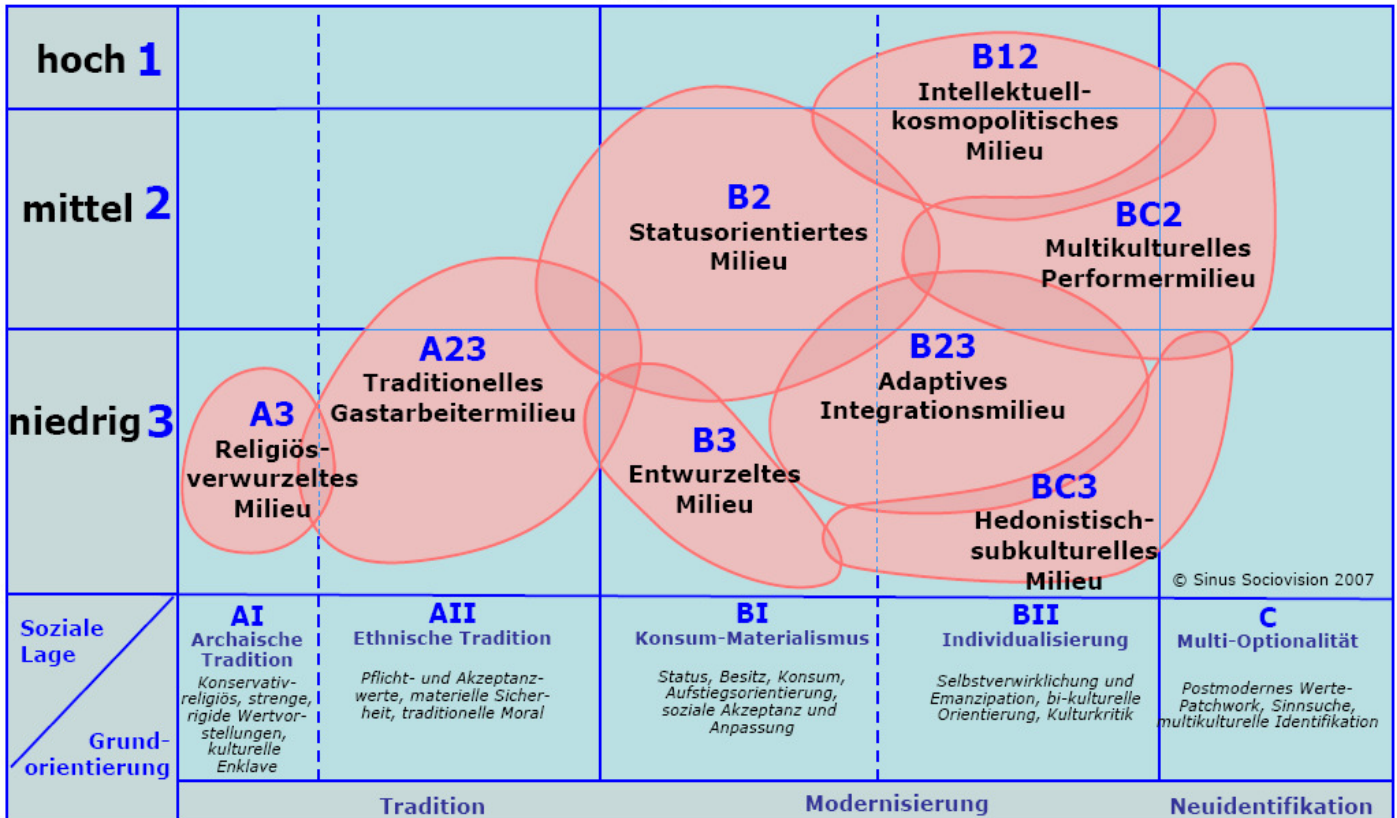 hoch 1
mittel 2
niedrig 3
B12
Intellektuell-
kosmopolitisches
Milieu
B2
Statusorientiertes
Milieu
BC2
Multikulturelles
Performermilieu
A23
Traditionelles
Gastarbeitermilieu
B23
Adaptives
Integrationsmilieu
A3
Religiös-
verwurzeltes
Milieu
B3
Entwurzeltes
Milieu
BC3
Hedonistisch-
subkulturelles
Milieu
© Sinus Sociovision 2007
Soziale
Lage
Grund-
orientierung
AI
Archaische
Tradition
Konservativ-
religiös, strenge,
rigide Wertvor-
stellungen,
kulturelle
Enklave
AII
Ethnische Tradition
Pflicht- und Akzeptanz-
werte, materielle Sicher-
heit, traditionelle Moral
BI
Konsum-Materialismus
Status, Besitz, Konsum,
Aufstiegsorientierung,
soziale Akzeptanz und
Anpassung
BII
Individualisierung
Selbstverwirklichung und
Emanzipation, bi-kulturelle
Orientierung, Kulturkritik
C
Multi-Optionalität
Postmodernes Werte-
Patchwork, Sinnsuche,
multikulturelle Identifikation
Tradition
Modernisierung
Neuidentifikation